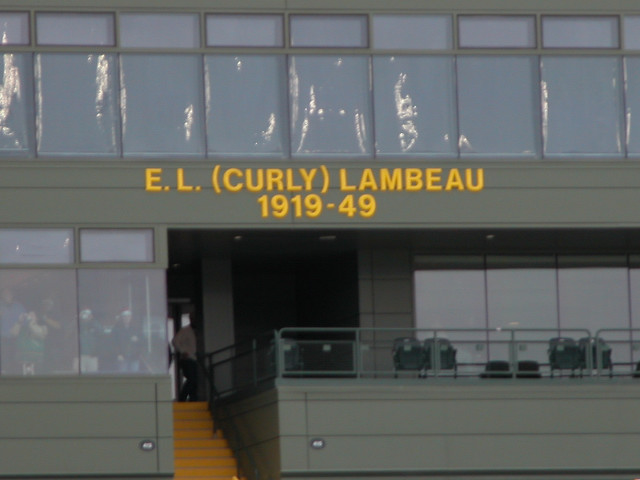 E. L. (CURLY) LAMBEAU
1919-49